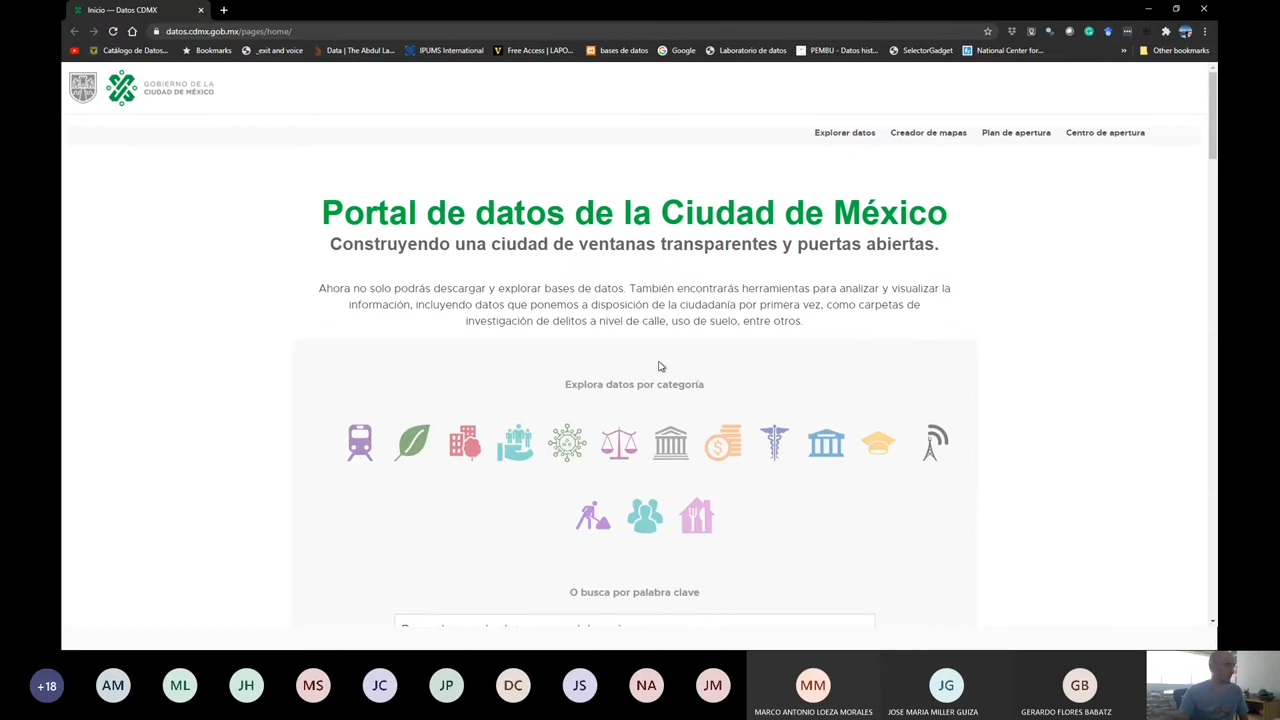 Inicio — Datos CDMX
datos.cdmx.gob.mx/pages/home/
Catálogo de Datos...
Bookmarks
_exit and voice
Data | The Abdul La...
IPUMS International
Free Access | LAPO...
bases de datos
Google
Laboratorio de datos
PEMBU — Datos hist...
SelectorGadget
National Center for...
Other bookmarks
GOBIERNO DE LA
CIUDAD DE MÉXICO
Explorar datos
Creador de mapas
Plan de apertura
Centro de apertura
Portal de datos de la Ciudad de México
Construyendo una ciudad de ventanas transparentes y puertas abiertas.
Ahora no solo podrás descargar y explorar bases de datos. También encontrarás herramientas para analizar y visualizar la
información, incluyendo datos que ponemos a disposición de la ciudadanía por primera vez, como carpetas de
investigación de delitos a nivel de calle, uso de suelo, entre otros.
Explora datos por categoría
O busca por palabra clave
+18
AM
ML
JH
MS
JC
JP
DC
JS
NA
JM
MM
JG
GB
MARCO ANTONIO LOEZA MORALES
JOSE MARIA MILLER GUIZA
GERARDO FLORES BABATZ